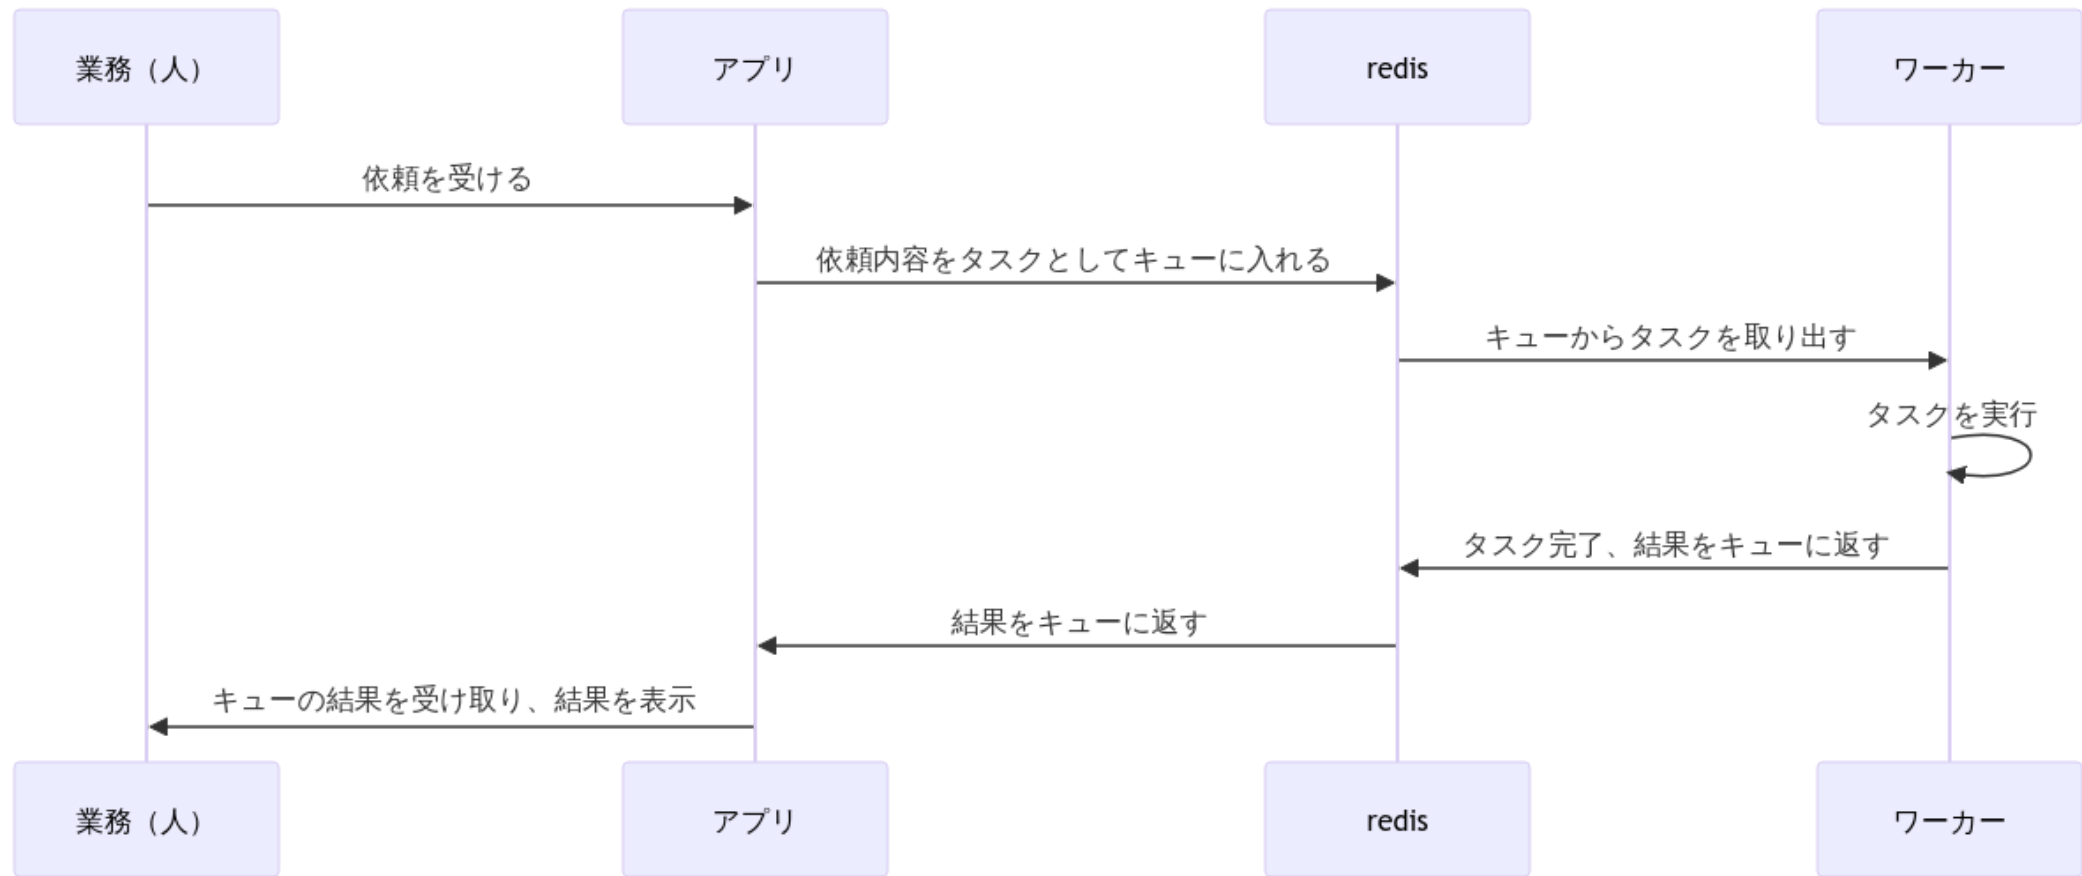 業務（人）
アプリ
redis
ワーカー
依頼を受ける
依頼内容をタスクとしてキューに入れる
キューからタスクを取り出す
タスクを実行
タスク完了、結果をキューに返す
結果をキューに返す
キューの結果を受け取り、結果を表示
業務（人）
アプリ
redis
ワーカー